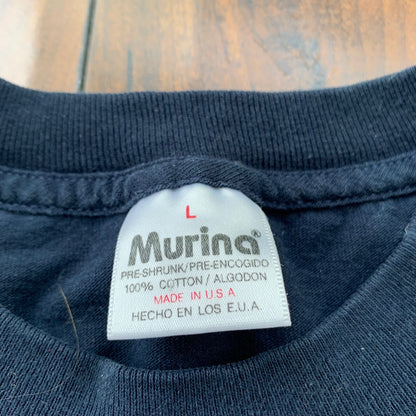 L
Murina®
PRE-SHRUNK/PRE-ENCOGIDO
100% COTTON / ALGODON
MADE IN U.S A
HECHO EN LOS E.U.A.